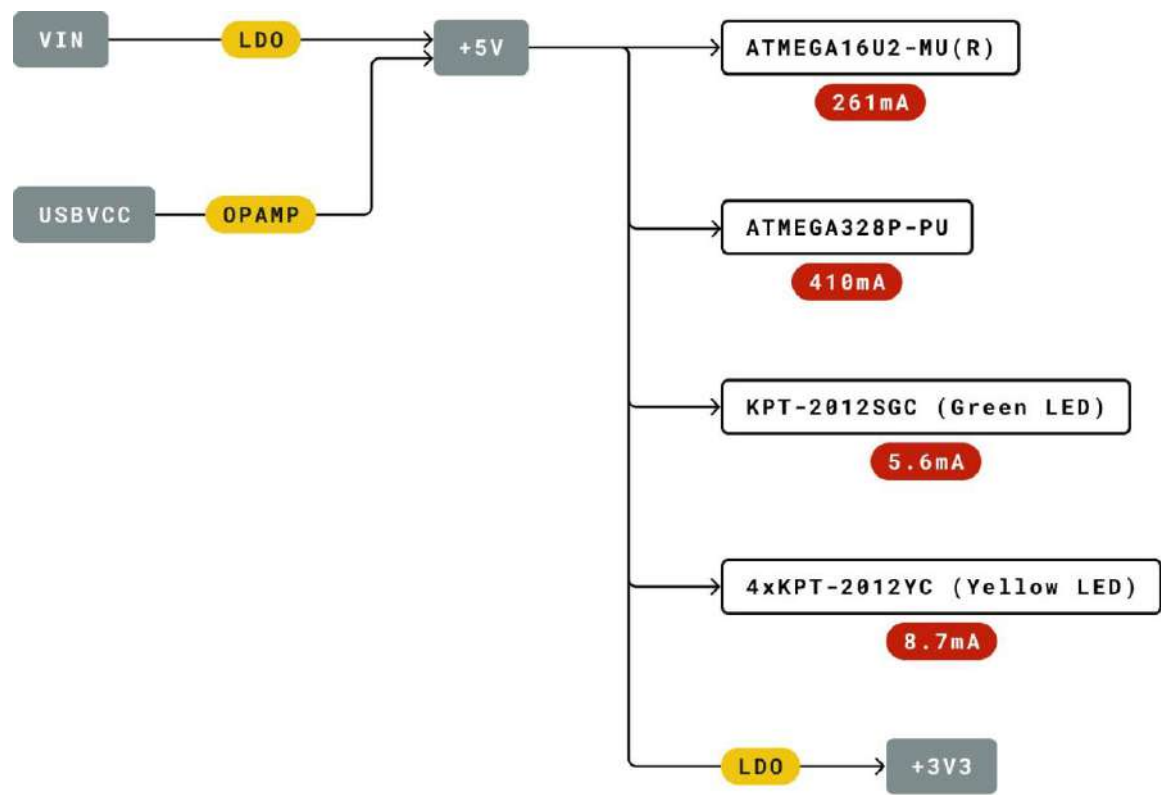 VIN
LDO
+5V
ATMEGA16U2-MU(R)
261mA
USBVCC
OPAMP
ATMEGA328P-PU
410mA
KPT-2012SGC (Green LED)
5.6mA
4xKPT-2012YC (Yellow LED)
8.7mA
LDO
+3V3